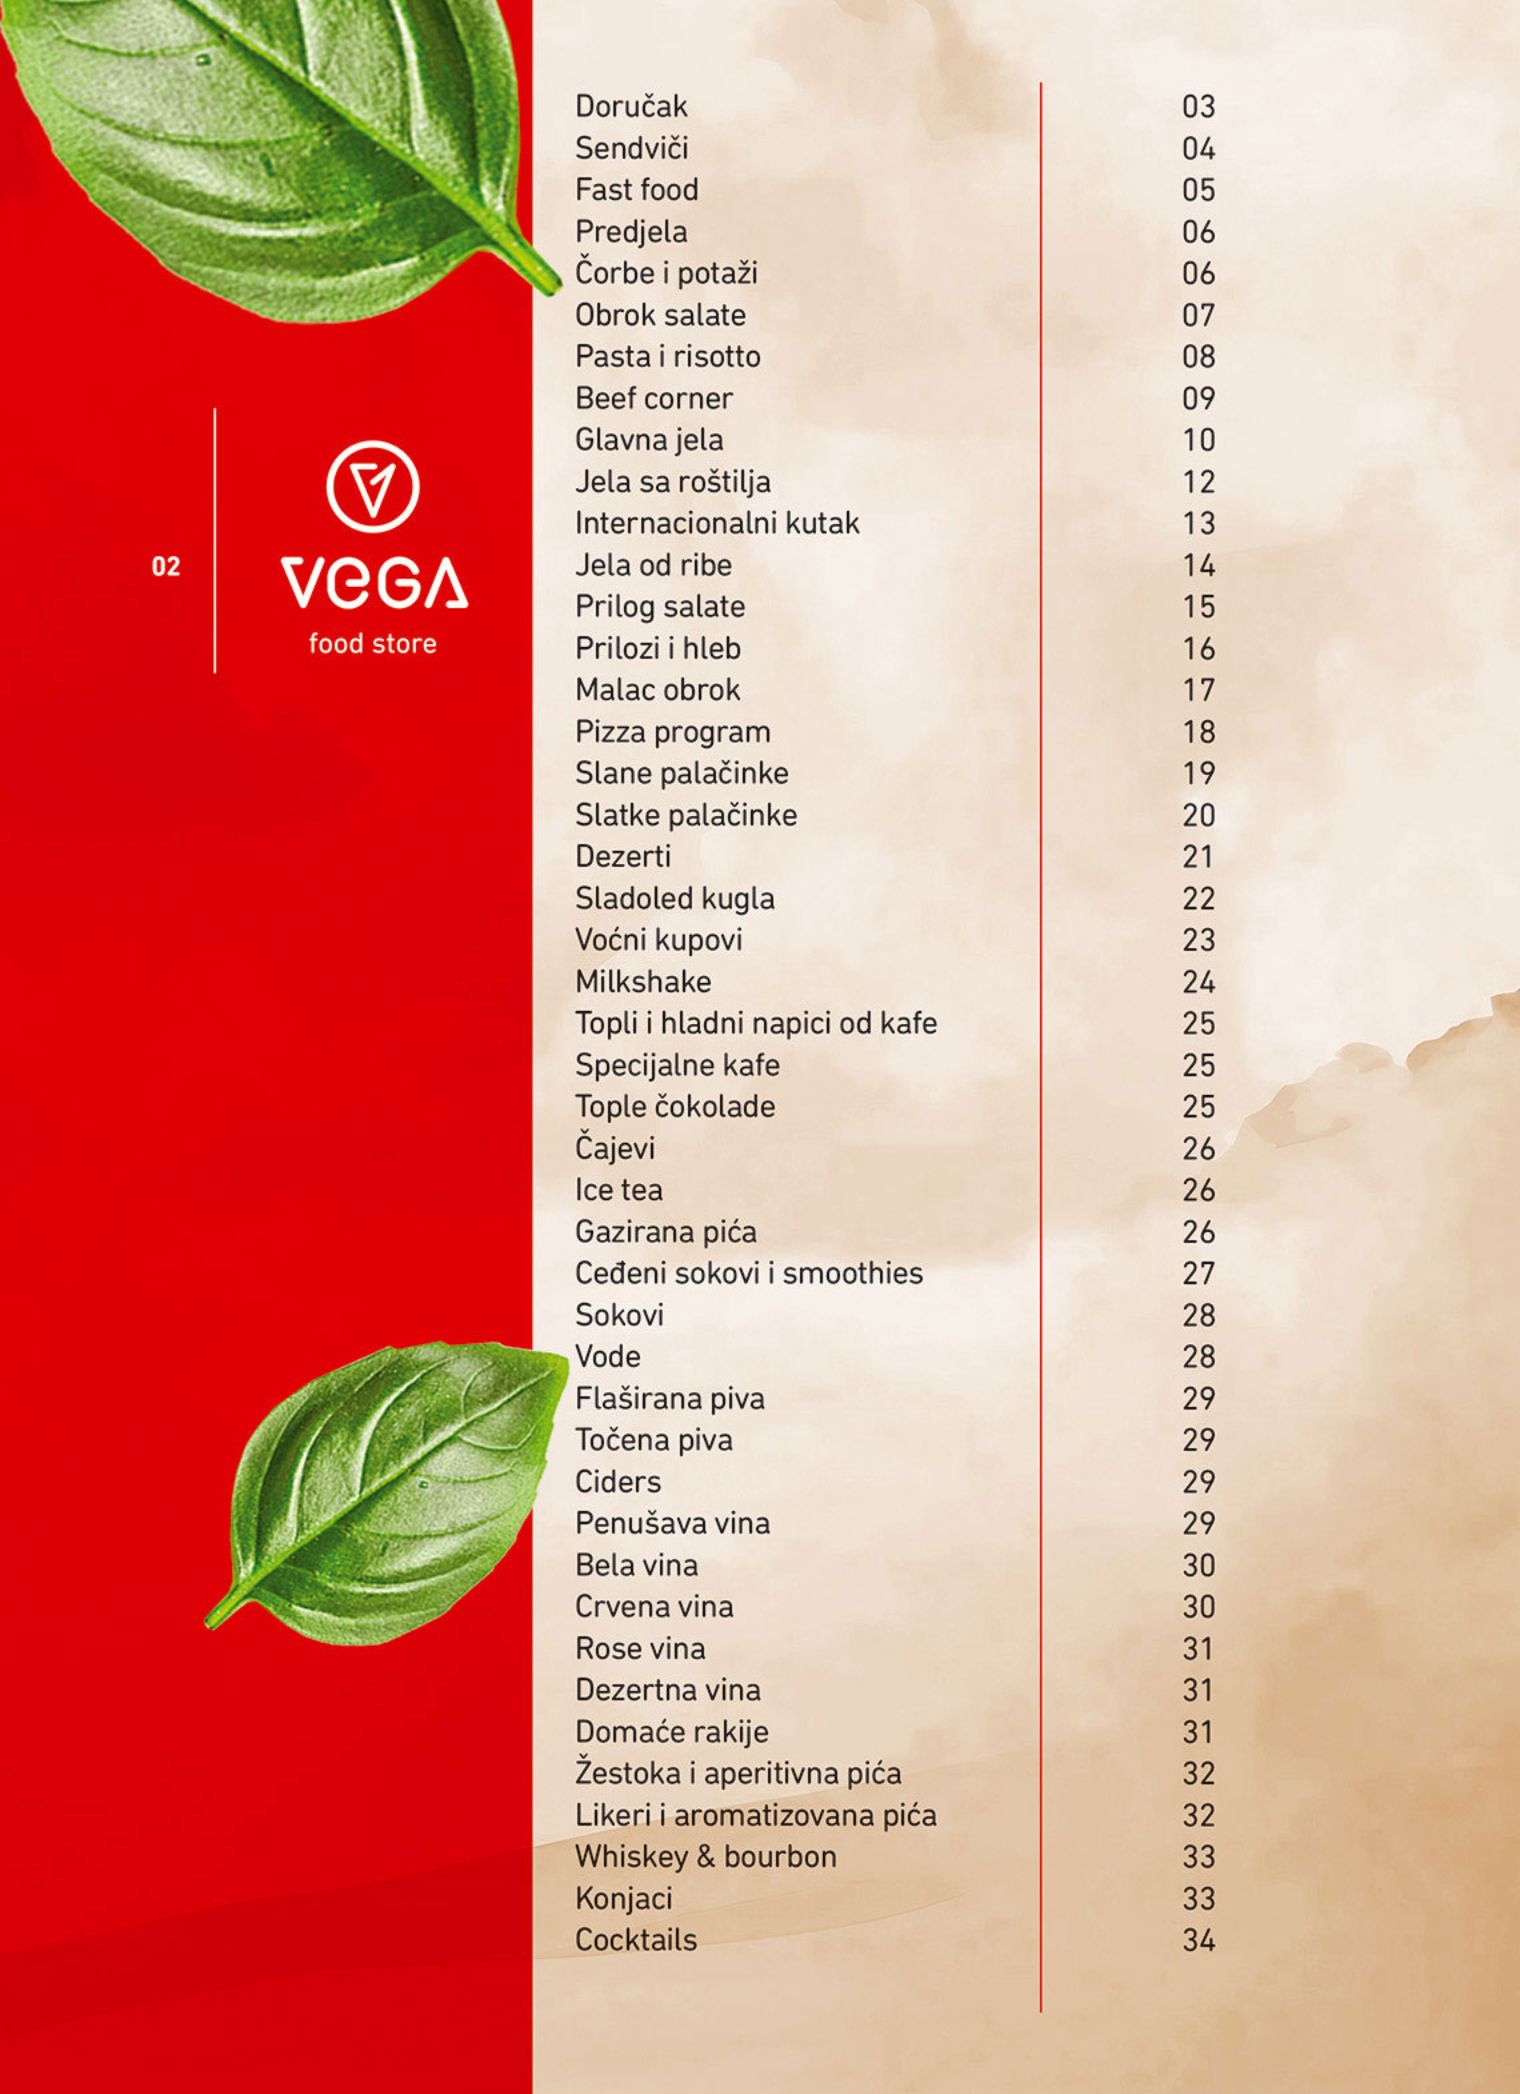 02
VEGA
food store
Doručak 03
Sendviči 04
Fast food 05
Predjela 06
Čorbe i potaži 06
Obrok salate 07
Pasta i risotto 08
Beef corner 09
Glavna jela 10
Jela sa roštilja 12
Internacionalni kutak 13
Jela od ribe 14
Prilog salate 15
Prilozi i hleb 16
Malac obrok 17
Pizza program 18
Slane palačinke 19
Slatke palačinke 20
Dezerti 21
Sladoled kugla 22
Voćni kupovi 23
Milkshake 24
Topli i hladni napici od kafe 25
Specijalne kafe 25
Tople čokolade 25
Čajevi 26
Ice tea 26
Gazirana pića 26
Ceđeni sokovi i smoothies 27
Sokovi 28
Vode 28
Flaširana piva 29
Točena piva 29
Ciders 29
Penušava vina 29
Bela vina 30
Crvena vina 30
Rose vina 31
Dezertna vina 31
Domaće rakije 31
Žestoka i aperitivna pića 32
Likeri i aromatizovana pića 32
Whiskey & bourbon 33
Konjaci 33
Cocktails 34